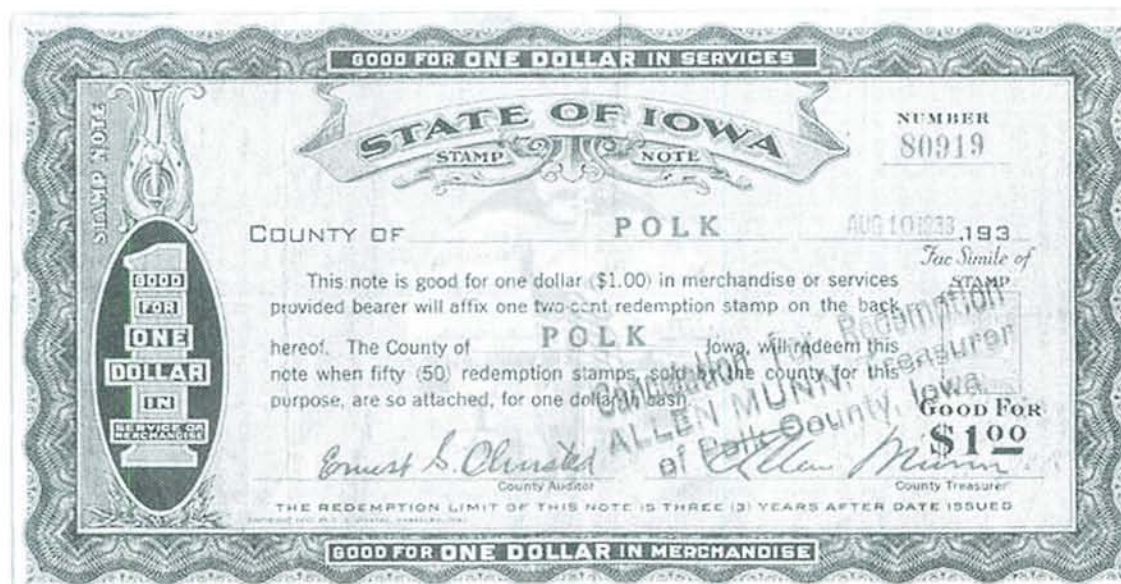 GOOD FOR ONE DOLLAR IN SERVICES
STAMP NOTE
STATE OF IOWA
STAMP NOTE
NUMBER
80919
COUNTY OF POLK AUG 10 1933 , 193
Fac Simile of
STAMP
This note is good for one dollar ($1.00) in merchandise or services
provided bearer will affix one two-cent redemption stamp on the back
hereof. The County of POLK Iowa, will redeem this
note when fifty (50) redemption stamps, sold by the county for this
purpose, are so attached, for one dollar in cash.
GOOD
FOR
ONE
DOLLAR
IN
SERVICE OR
MERCHANDISE
Redemption
ALLEN MUNN, Treasurer
of Polk County, Iowa
GOOD FOR
$1.00
Ernest G. Olmsted
County Auditor
Allen Munn
County Treasurer
THE REDEMPTION LIMIT OF THIS NOTE IS THREE (3) YEARS AFTER DATE ISSUED
GOOD FOR ONE DOLLAR IN MERCHANDISE